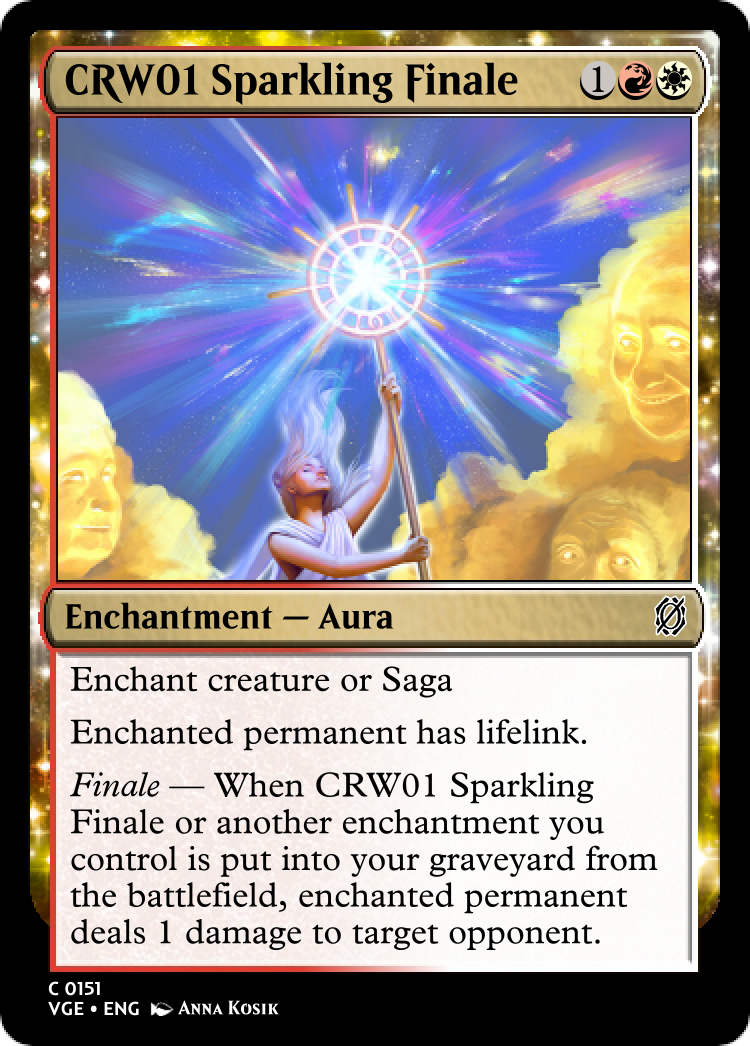 CRW01 Sparkling Finale 1
Enchantment — Aura
Enchant creature or Saga
Enchanted permanent has lifelink.
Finale — When CRW01 Sparkling
Finale or another enchantment you
control is put into your graveyard from
the battlefield, enchanted permanent
deals 1 damage to target opponent.
C 0151
VGE • ENG Anna Kosik